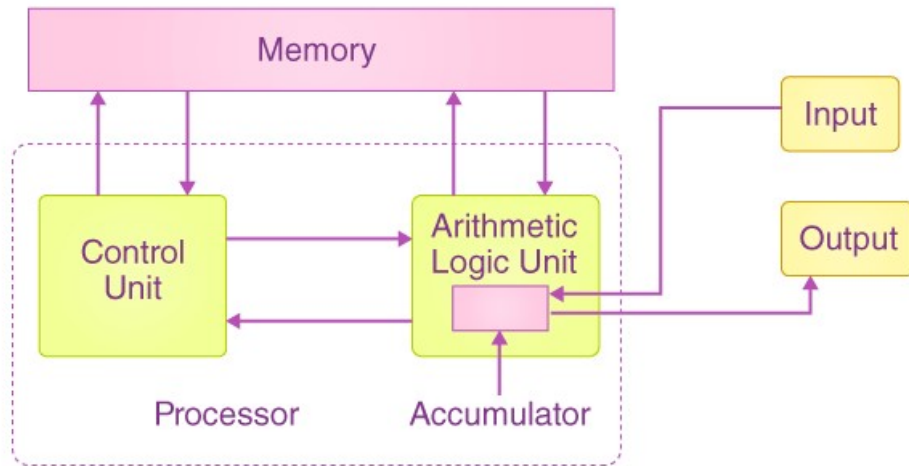 Memory
Input
Control
Unit
Arithmetic
Logic Unit
Output
Processor
Accumulator